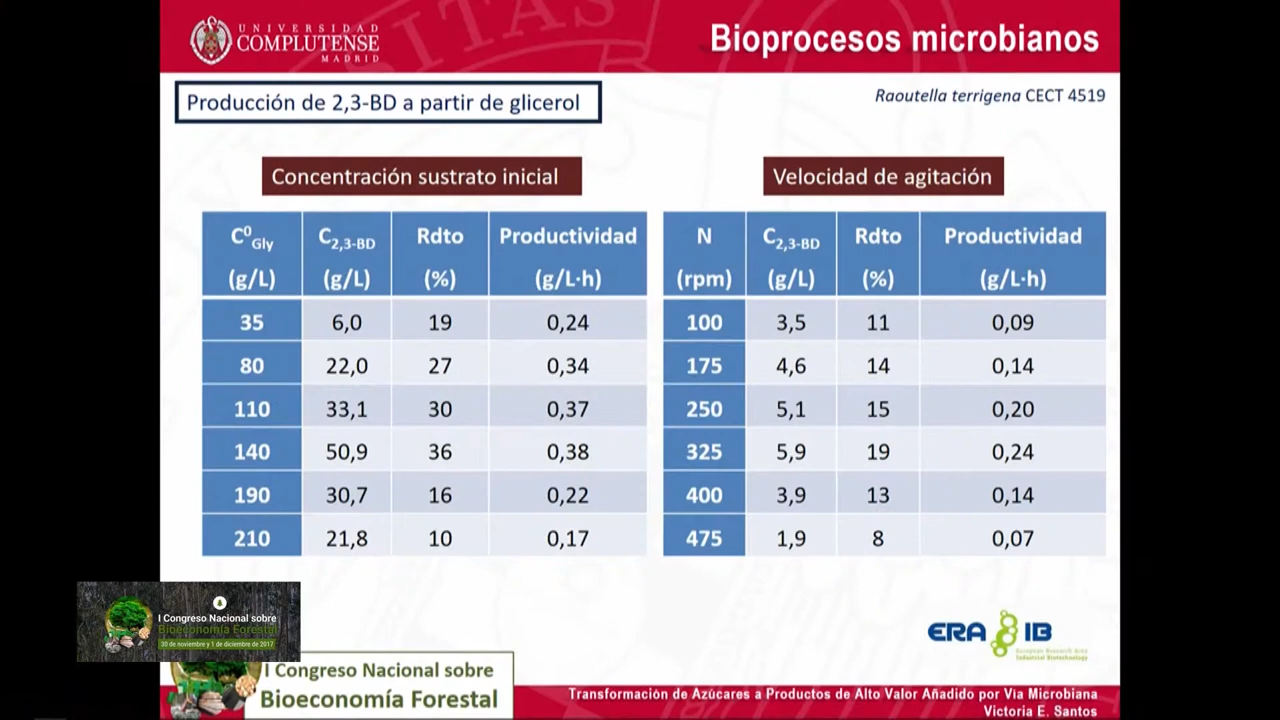 UNIVERSIDAD
COMPLUTENSE
MADRID
Bioprocesos microbianos
Producción de 2,3-BD a partir de glicerol
Raoutella terrigena CECT 4519
Concentración sustrato inicial
C⁰Gly (g/L) C2,3-BD (g/L) Rdto (%) Productividad (g/L·h)
35 6,0 19 0,24
80 22,0 27 0,34
110 33,1 30 0,37
140 50,9 36 0,38
190 30,7 16 0,22
210 21,8 10 0,17
Velocidad de agitación
N (rpm) C2,3-BD (g/L) Rdto (%) Productividad (g/L·h)
100 3,5 11 0,09
175 4,6 14 0,14
250 5,1 15 0,20
325 5,9 19 0,24
400 3,9 13 0,14
475 1,9 8 0,07
I Congreso Nacional sobre
Bioeconomía Forestal
30 de noviembre y 1 de diciembre de 2017
ERA IB
European Research Area
Industrial Biotechnology
I Congreso Nacional sobre
Bioeconomía Forestal
Transformación de Azúcares a Productos de Alto Valor Añadido por Vía Microbiana
Victoria E. Santos